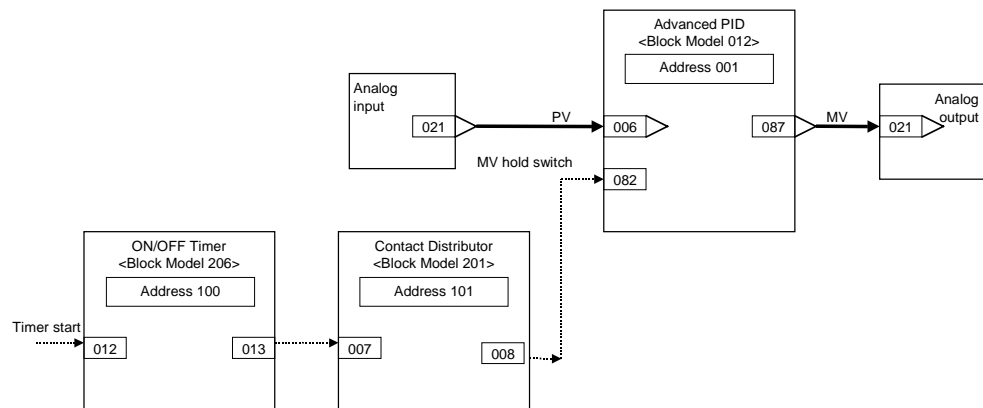 Advanced PID
<Block Model 012>
Address 001
Analog
input
Analog
output
021
PV
006
087
MV
021
MV hold switch
082
ON/OFF Timer
<Block Model 206>
Address 100
Contact Distributor
<Block Model 201>
Address 101
Timer start
012
013
007
008